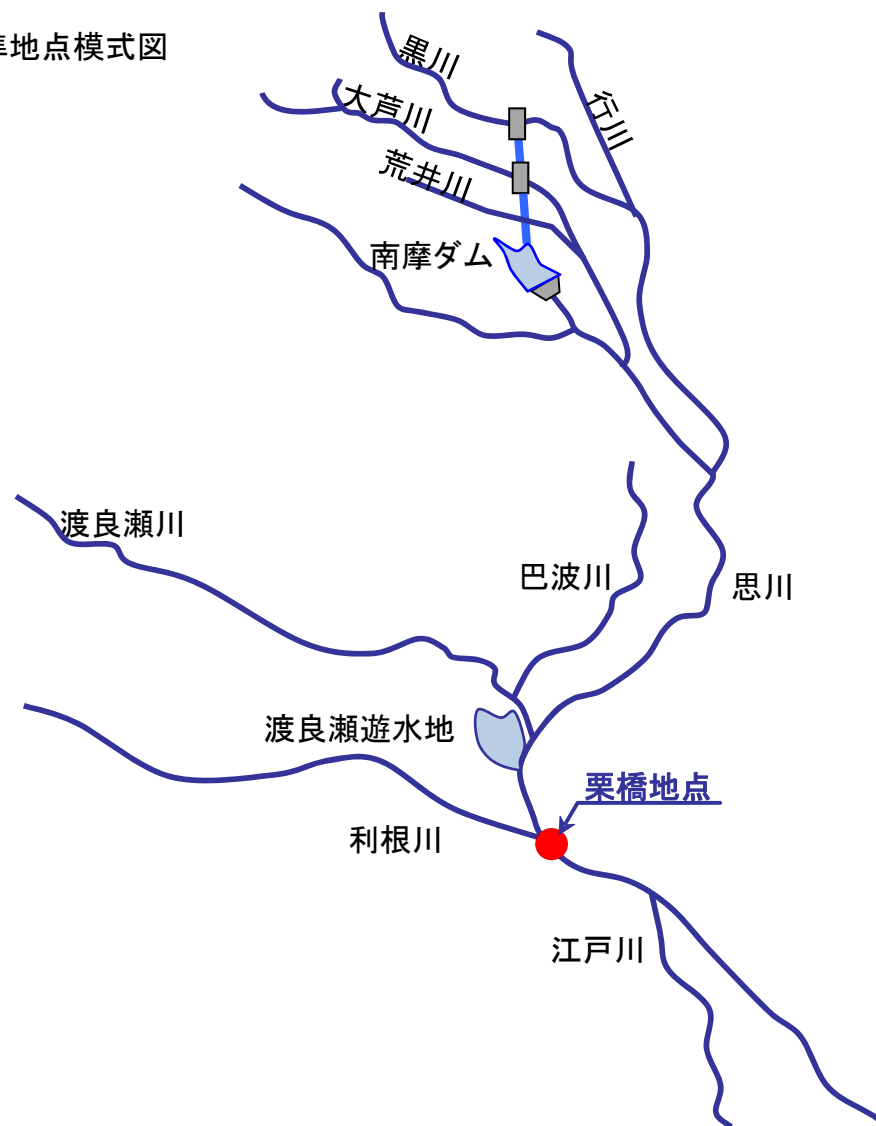 準地点模式図
黒川
大芦川
行川
荒井川
南摩ダム
渡良瀬川
巴波川
思川
渡良瀬遊水地
栗橋地点
利根川
江戸川